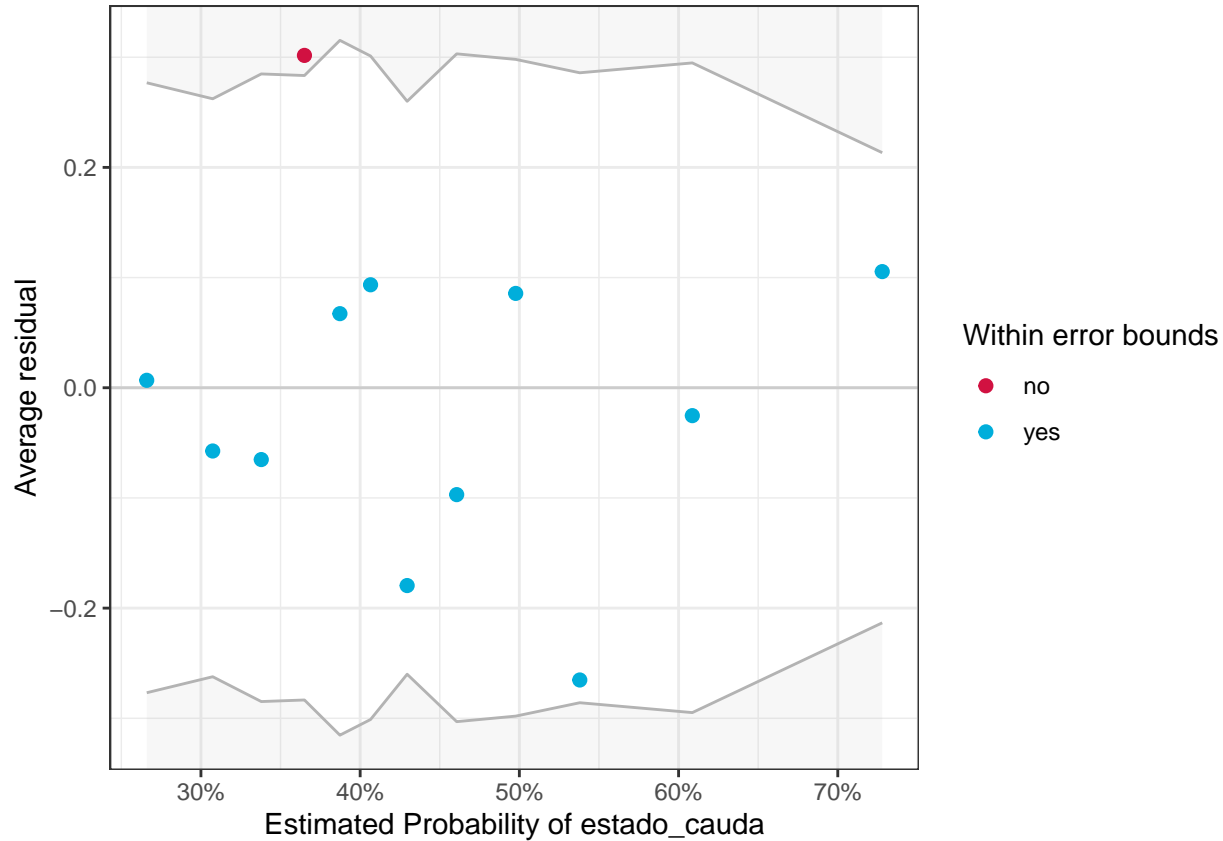 0.2
0.0
−0.2
Average residual
30%
40%
50%
60%
70%
Estimated Probability of estado_cauda
Within error bounds
no
yes